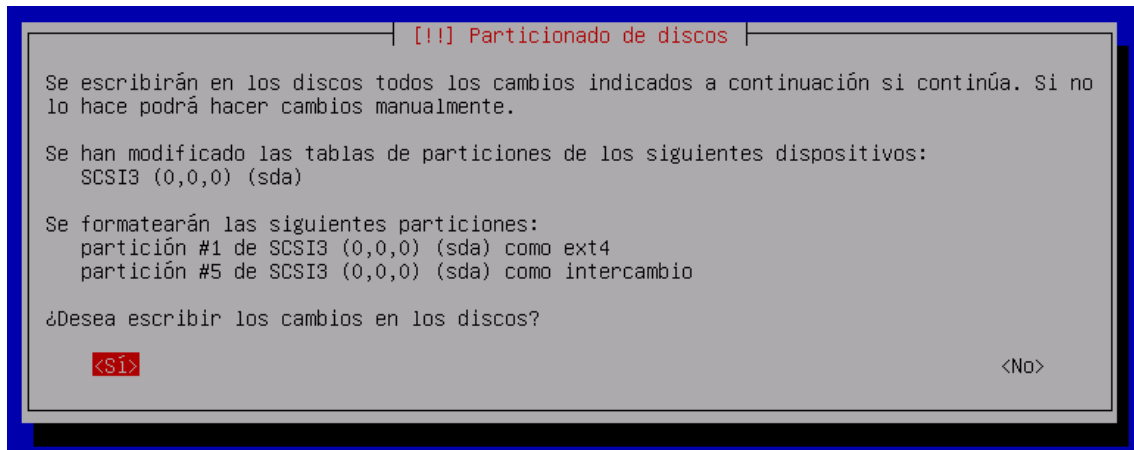 [!!] Particionado de discos
Se escribirán en los discos todos los cambios indicados a continuación si continúa. Si no
lo hace podrá hacer cambios manualmente.
Se han modificado las tablas de particiones de los siguientes dispositivos:
SCSI3 (0,0,0) (sda)
Se formatearán las siguientes particiones:
partición #1 de SCSI3 (0,0,0) (sda) como ext4
partición #5 de SCSI3 (0,0,0) (sda) como intercambio
¿Desea escribir los cambios en los discos?
<Sí> <No>